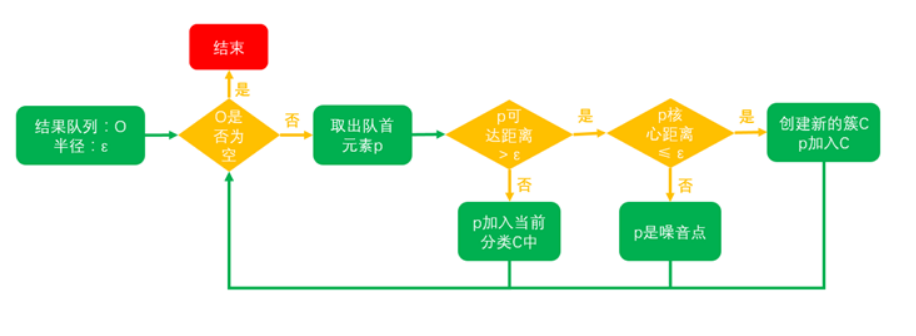 结束
是
结果队列：O
半径：ε
O是
否为
空
否
取出队首
元素p
p可
达距离
> ε
是
p核
心距离
≤ ε
是
创建新的簇C
p加入C
否
p加入当前
分类C中
否
p是噪音点